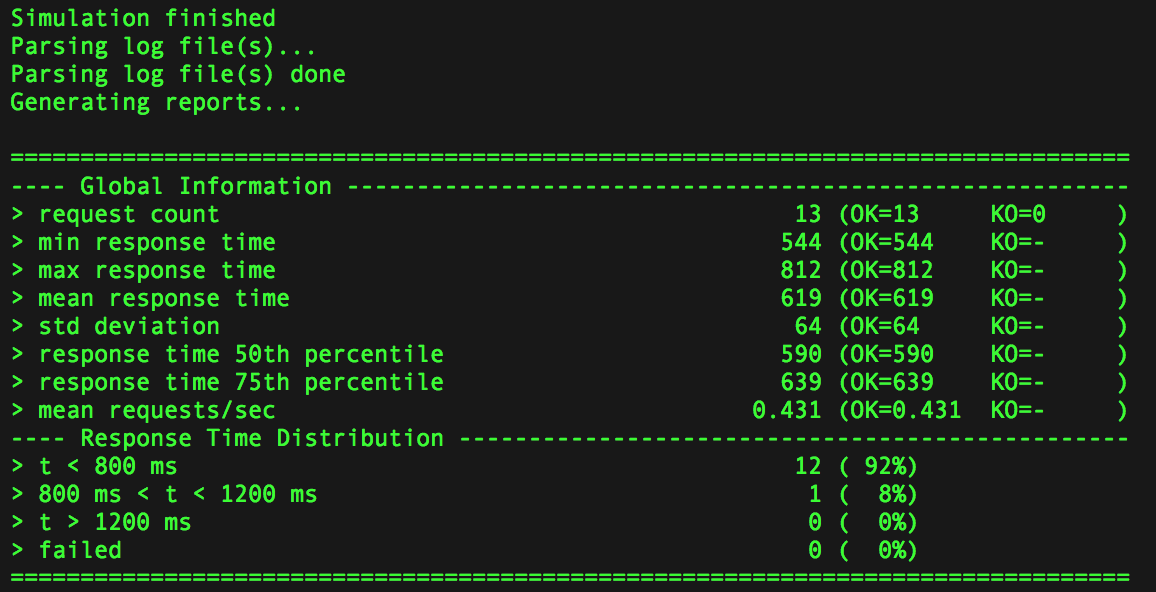 Simulation finished
Parsing log file(s)...
Parsing log file(s) done
Generating reports...

================================================================================
---- Global Information --------------------------------------------------------
> request count                                         13 (OK=13     KO=0     )
> min response time                                    544 (OK=544    KO=-     )
> max response time                                    812 (OK=812    KO=-     )
> mean response time                                   619 (OK=619    KO=-     )
> std deviation                                         64 (OK=64     KO=-     )
> response time 50th percentile                        590 (OK=590    KO=-     )
> response time 75th percentile                        639 (OK=639    KO=-     )
> mean requests/sec                                  0.431 (OK=0.431  KO=-     )
---- Response Time Distribution ------------------------------------------------
> t < 800 ms                                            12 ( 92%)
> 800 ms < t < 1200 ms                                   1 (  8%)
> t > 1200 ms                                            0 (  0%)
> failed                                                 0 (  0%)
================================================================================